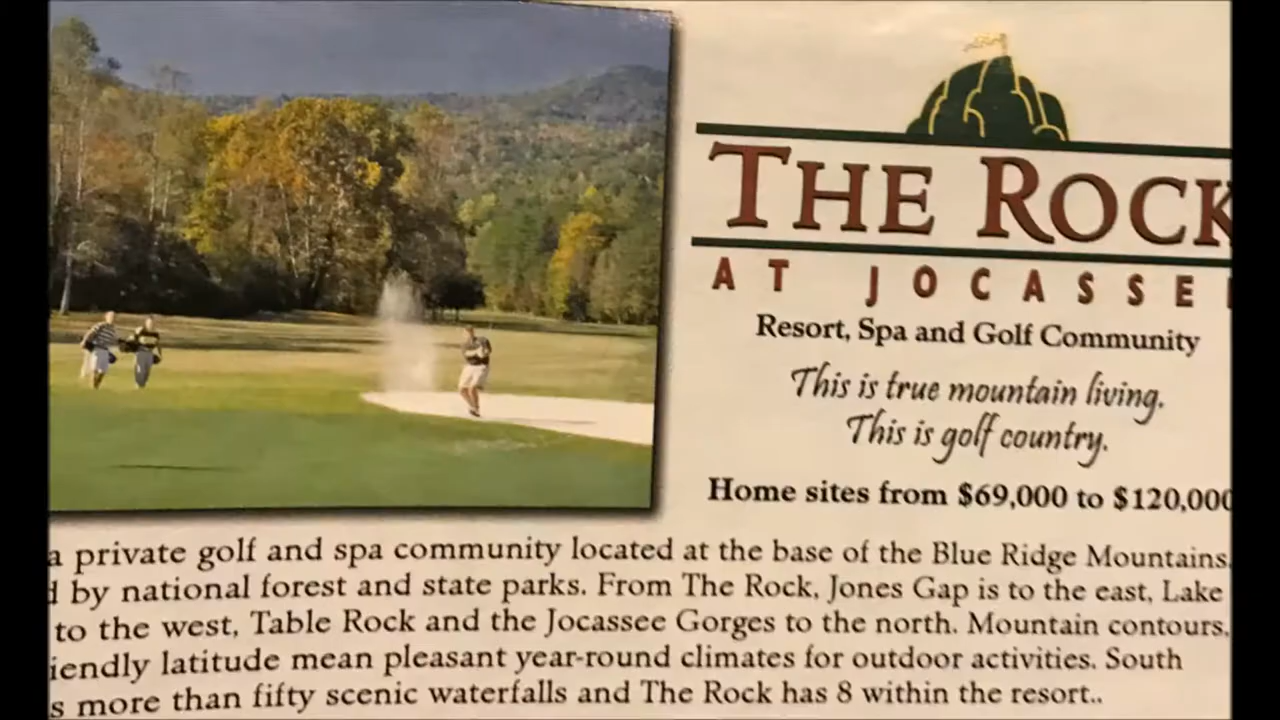 THE ROCK
AT JOCASSE
Resort, Spa and Golf Community
This is true mountain living.
This is golf country.
Home sites from $69,000 to $120,000
a private golf and spa community located at the base of the Blue Ridge Mountains.
by national forest and state parks. From The Rock, Jones Gap is to the east, Lake
to the west, Table Rock and the Jocassee Gorges to the north. Mountain contours,
iendly latitude mean pleasant year-round climates for outdoor activities. South
s more than fifty scenic waterfalls and The Rock has 8 within the resort..